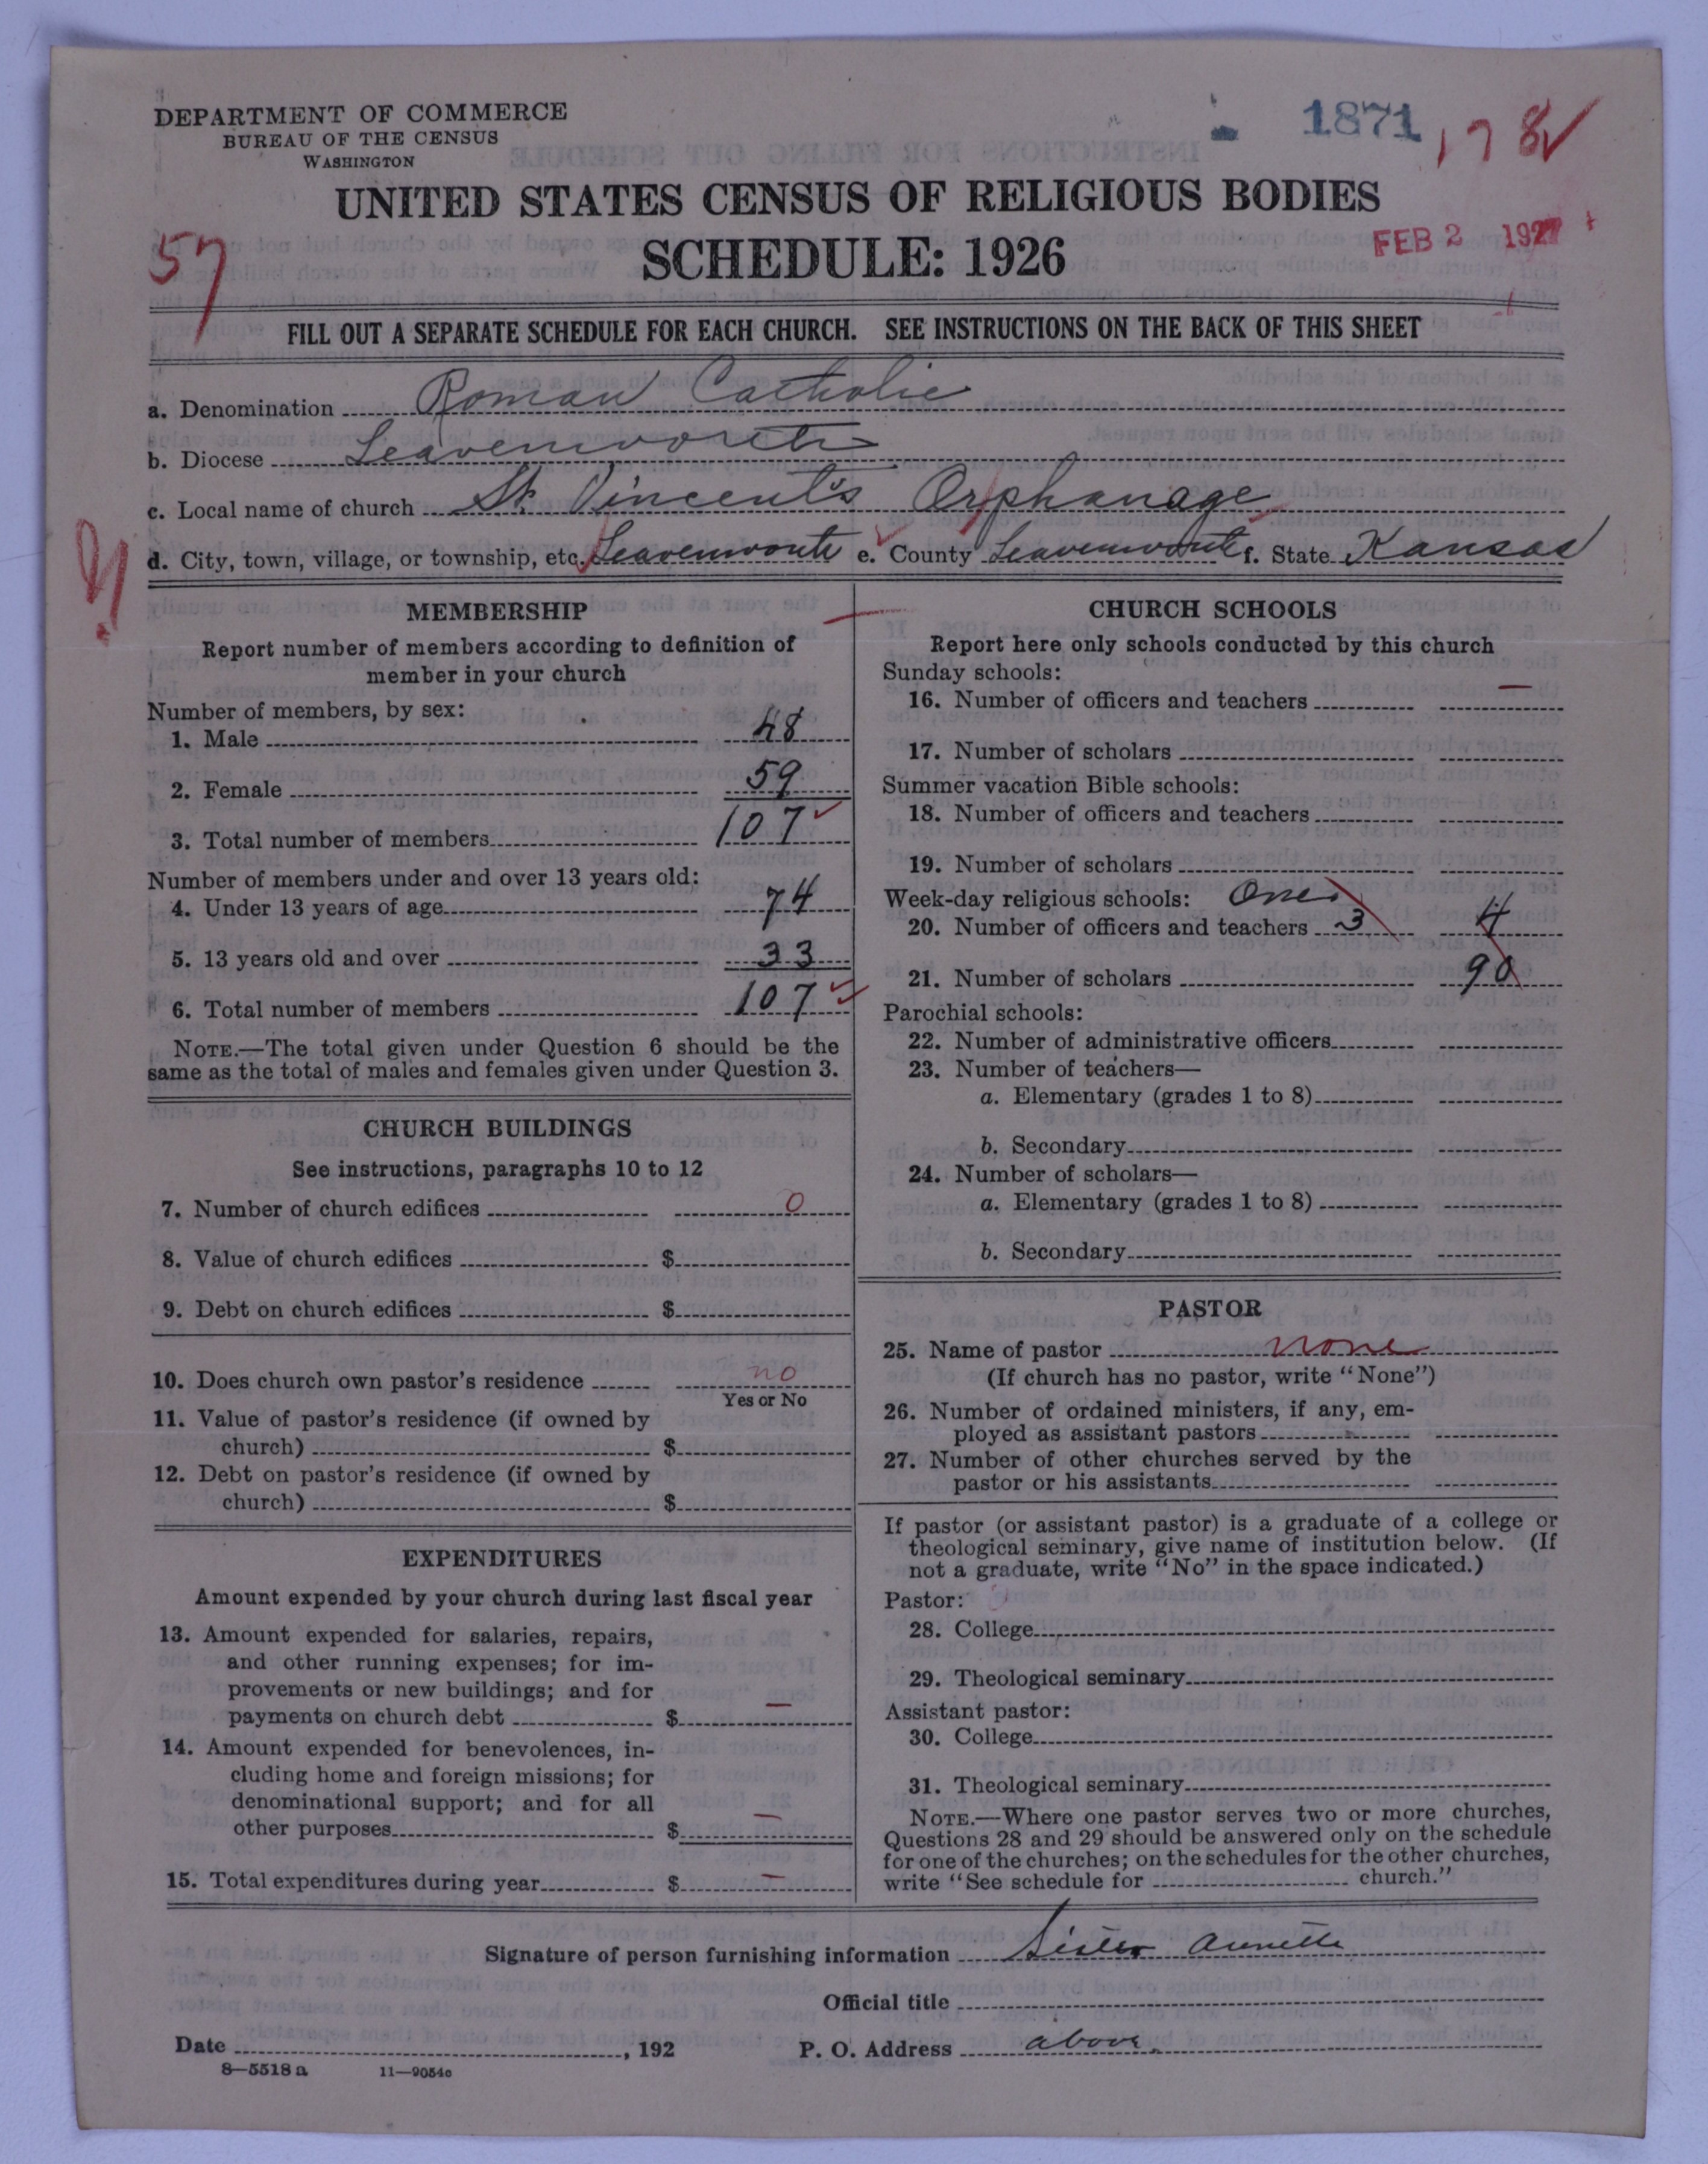 DEPARTMENT OF COMMERCE
BUREAU OF THE CENSUS
WASHINGTON
1871
178
UNITED STATES CENSUS OF RELIGIOUS BODIES
SCHEDULE: 1926
57
FEB 2 1927
FILL OUT A SEPARATE SCHEDULE FOR EACH CHURCH. SEE INSTRUCTIONS ON THE BACK OF THIS SHEET
a. Denomination Roman Catholic
b. Diocese Leavenworth
c. Local name of church St. Vincent's Orphanage
d. City, town, village, or township, etc. Leavenworth e. County Leavenworth f. State Kansas
MEMBERSHIP
Report number of members according to definition of
member in your church
Number of members, by sex:
1. Male 48
2. Female 59
3. Total number of members 107
Number of members under and over 13 years old:
4. Under 13 years of age 74
5. 13 years old and over 33
6. Total number of members 107
NOTE.—The total given under Question 6 should be the
same as the total of males and females given under Question 3.
CHURCH BUILDINGS
See instructions, paragraphs 10 to 12
7. Number of church edifices 0
8. Value of church edifices $
9. Debt on church edifices $
10. Does church own pastor's residence no
Yes or No
11. Value of pastor's residence (if owned by
church) $
12. Debt on pastor's residence (if owned by
church) $
EXPENDITURES
Amount expended by your church during last fiscal year
13. Amount expended for salaries, repairs,
and other running expenses; for im-
provements or new buildings; and for
payments on church debt $ —
14. Amount expended for benevolences, in-
cluding home and foreign missions; for
denominational support; and for all
other purposes $ —
15. Total expenditures during year $ —
CHURCH SCHOOLS
Report here only schools conducted by this church
Sunday schools:
16. Number of officers and teachers —
17. Number of scholars
Summer vacation Bible schools:
18. Number of officers and teachers
19. Number of scholars
Week-day religious schools: One
20. Number of officers and teachers 3 4
21. Number of scholars 90
Parochial schools:
22. Number of administrative officers
23. Number of teachers—
a. Elementary (grades 1 to 8)
b. Secondary
24. Number of scholars—
a. Elementary (grades 1 to 8)
b. Secondary
PASTOR
25. Name of pastor none
(If church has no pastor, write "None")
26. Number of ordained ministers, if any, em-
ployed as assistant pastors
27. Number of other churches served by the
pastor or his assistants
If pastor (or assistant pastor) is a graduate of a college or
theological seminary, give name of institution below. (If
not a graduate, write "No" in the space indicated.)
Pastor:
28. College
29. Theological seminary
Assistant pastor:
30. College
31. Theological seminary
NOTE.—Where one pastor serves two or more churches,
Questions 28 and 29 should be answered only on the schedule
for one of the churches; on the schedules for the other churches,
write "See schedule for church."
Signature of person furnishing information Sister Annette
Official title
Date , 192
P. O. Address above.
8—5518 a 11—9054c